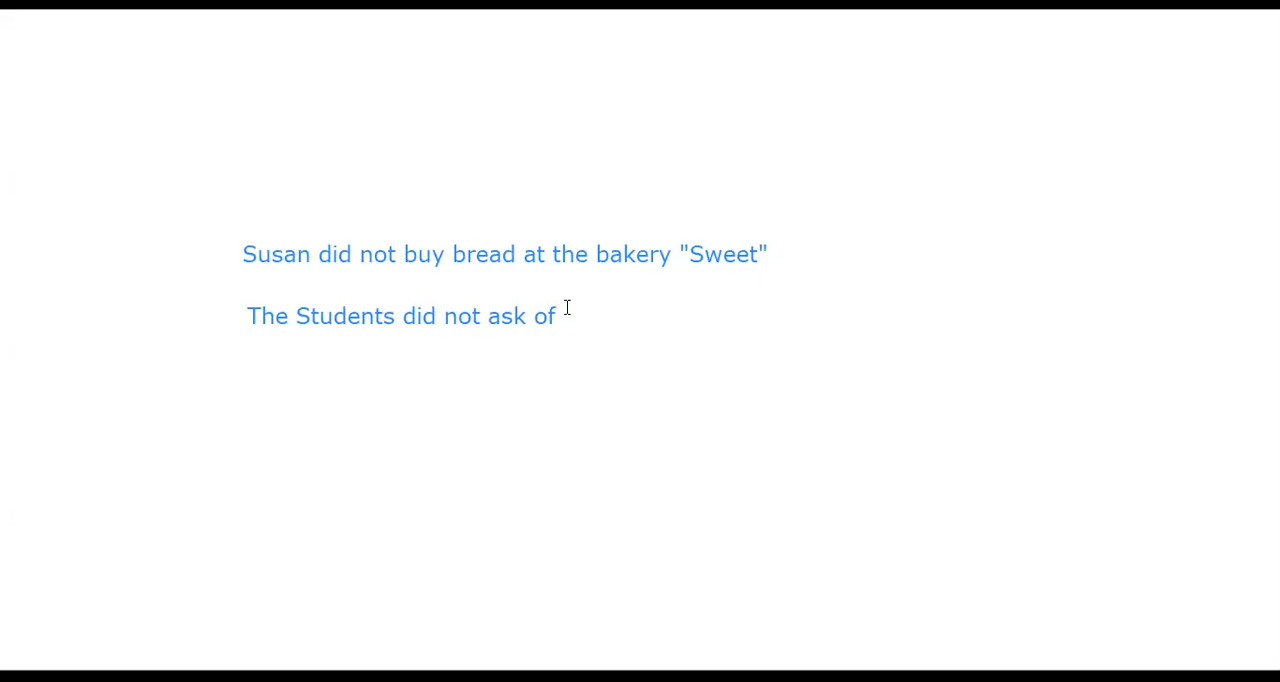 Susan did not buy bread at the bakery "Sweet"
The Students did not ask of